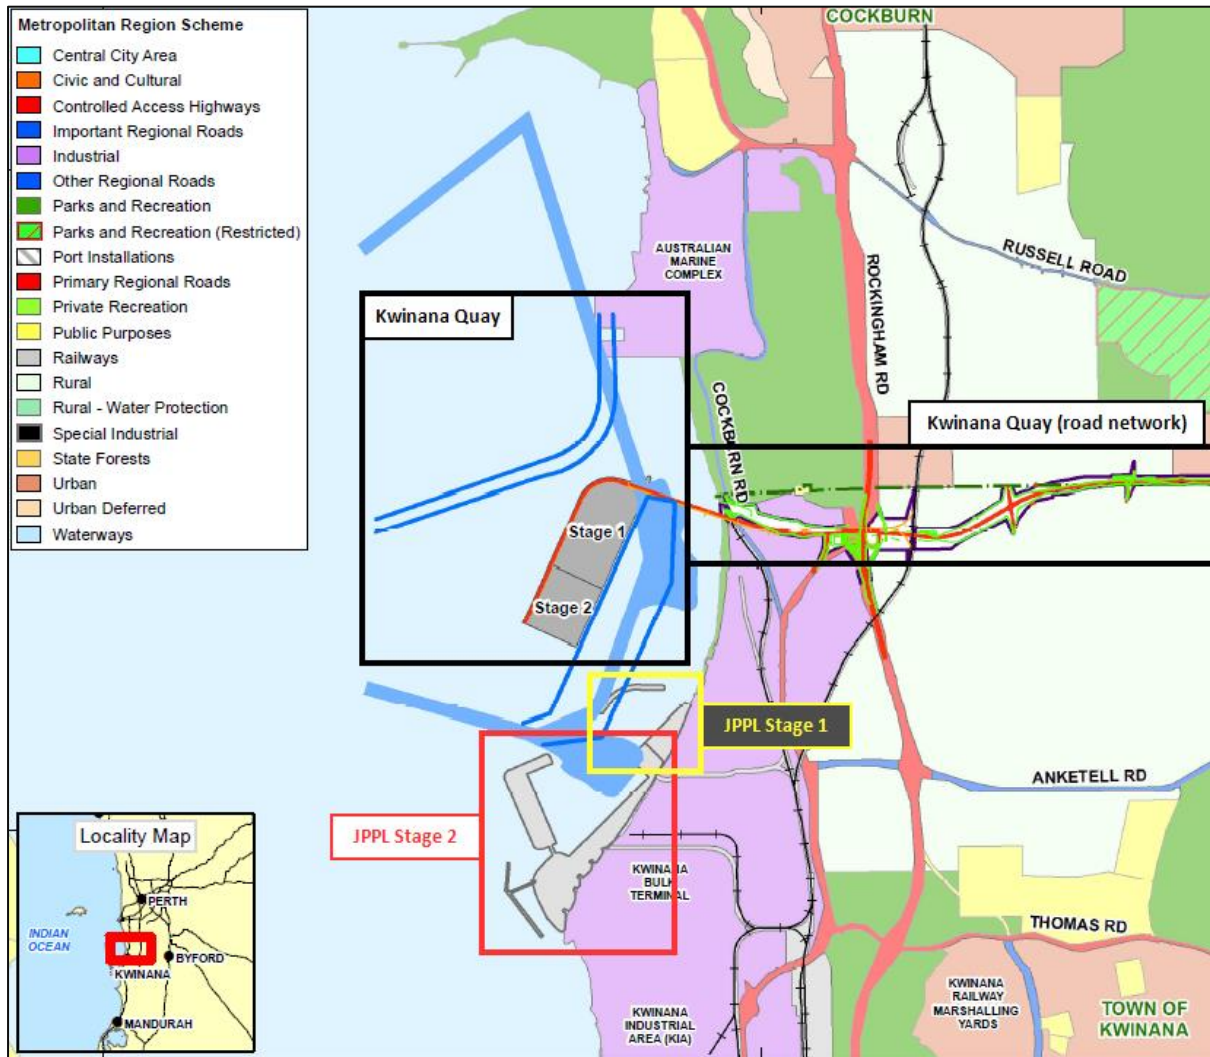 Metropolitan Region Scheme
Central City Area
Civic and Cultural
Controlled Access Highways
Important Regional Roads
Industrial
Other Regional Roads
Parks and Recreation
Parks and Recreation (Restricted)
Port Installations
Primary Regional Roads
Private Recreation
Public Purposes
Railways
Rural
Rural - Water Protection
Special Industrial
State Forests
Urban
Urban Deferred
Waterways
COCKBURN
AUSTRALIAN
MARINE
COMPLEX
RUSSELL ROAD
ROCKINGHAM RD
Kwinana Quay
COCKBURN RD
Kwinana Quay (road network)
Stage 1
Stage 2
JPPL Stage 1
ANKETELL RD
JPPL Stage 2
KWINANA
BULK
TERMINAL
THOMAS RD
KWINANA
RAILWAY
MARSHALLING
YARDS
TOWN OF
KWINANA
KWINANA
INDUSTRIAL
AREA (KIA)
Locality Map
PERTH
INDIAN
OCEAN
BYFORD
KWINANA
MANDURAH